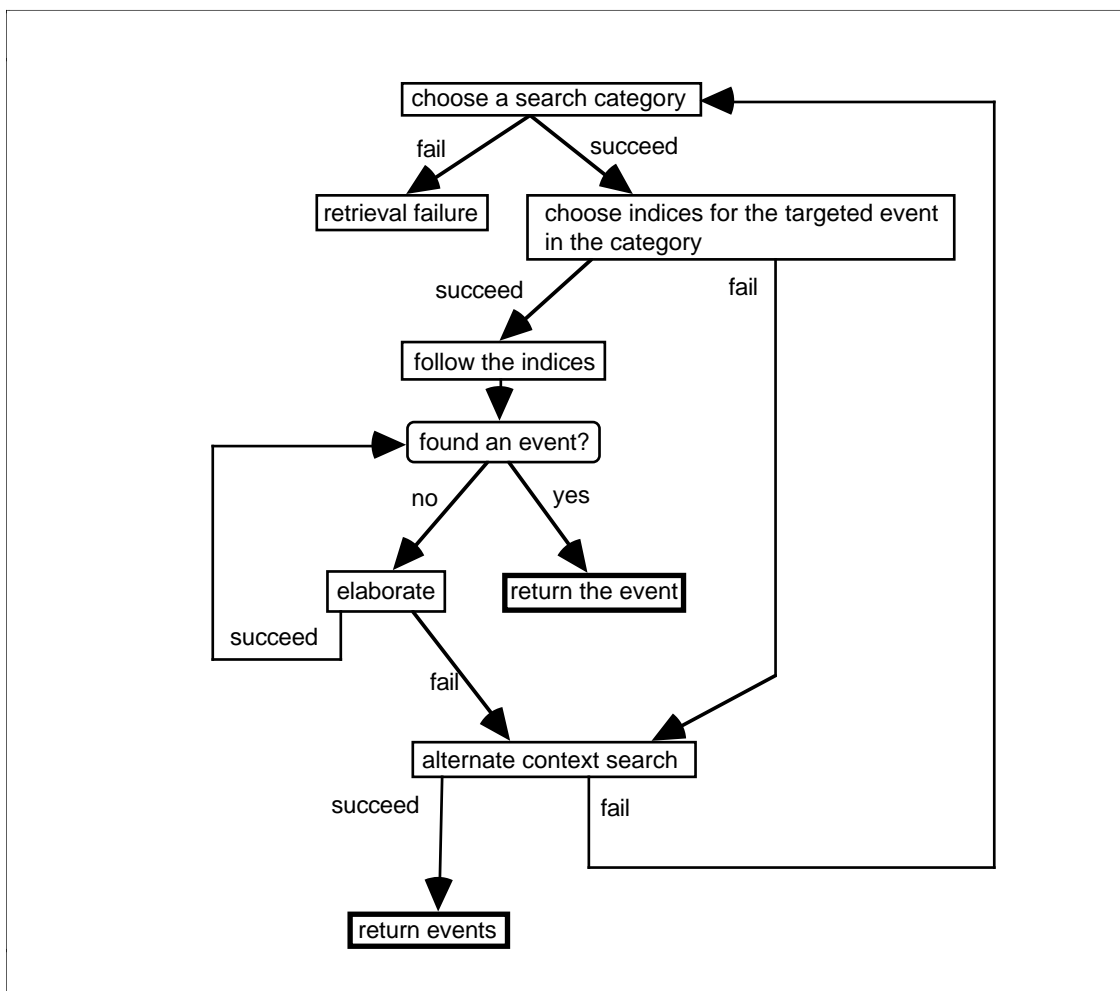 choose a search category
fail
succeed
retrieval failure
choose indices for the targeted event
in the category
succeed
fail
follow the indices
found an event?
no
yes
elaborate
return the event
succeed
fail
alternate context search
succeed
fail
return events